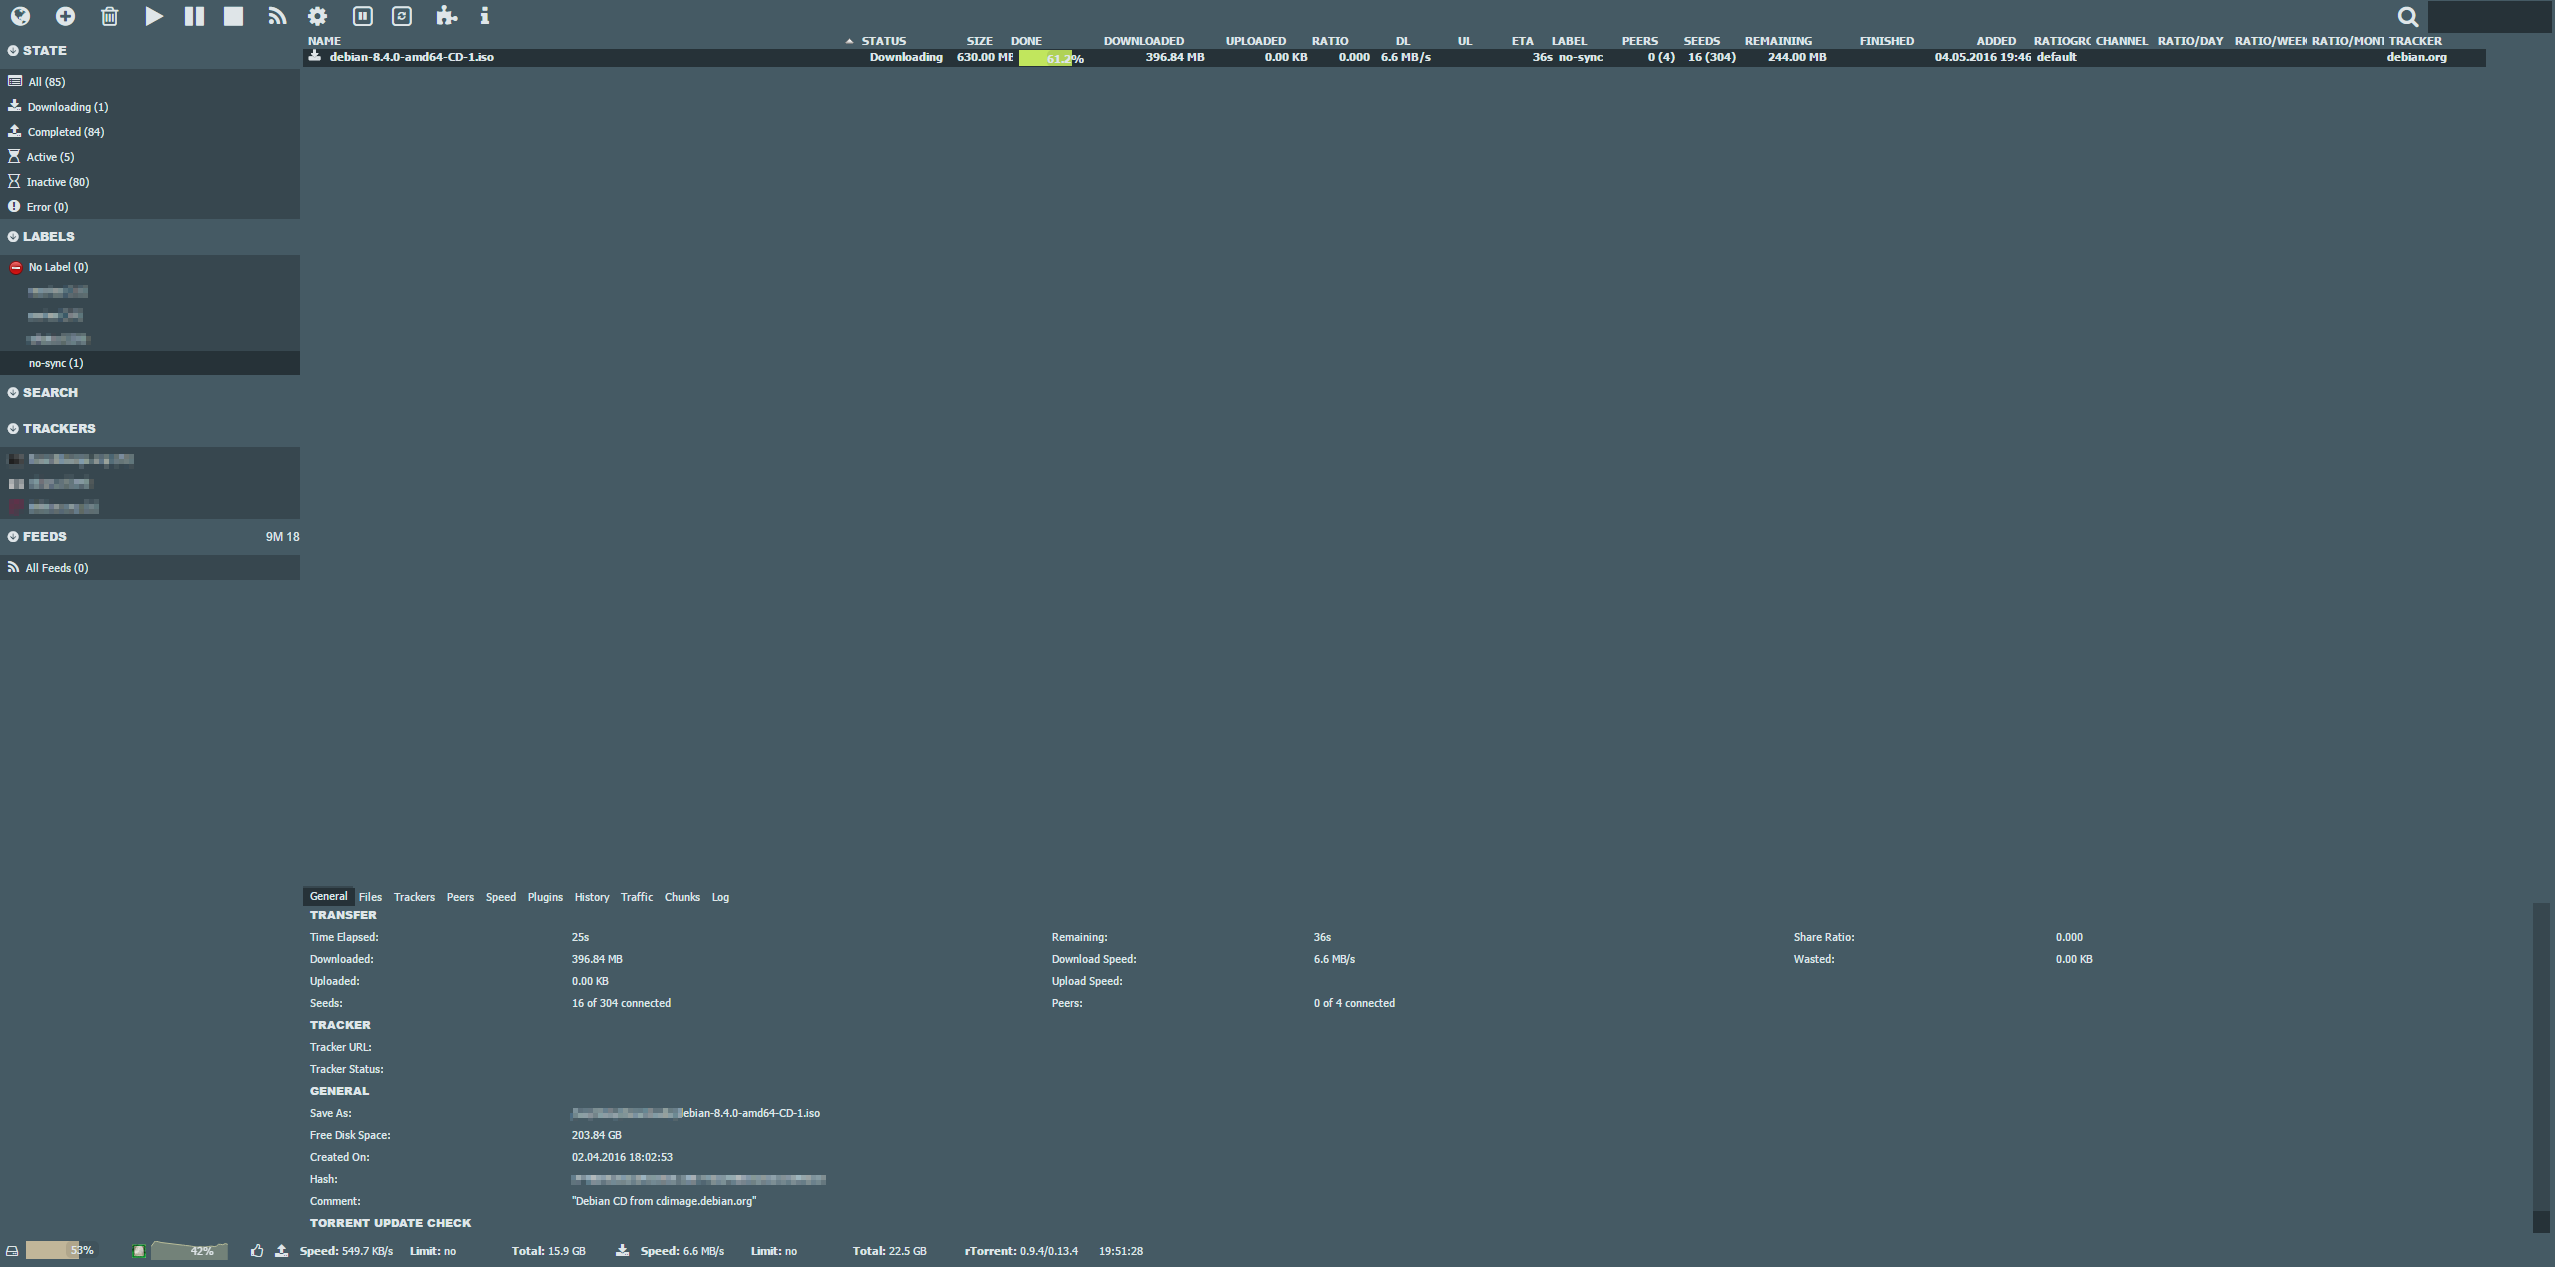 NAME STATUS SIZE DONE DOWNLOADED UPLOADED RATIO DL UL ETA LABEL PEERS SEEDS REMAINING FINISHED ADDED RATIOGRC CHANNEL RATIO/DAY RATIO/WEEK RATIO/MONT TRACKER
debian-8.4.0-amd64-CD-1.iso Downloading 630.00 ME 61.2% 396.84 MB 0.00 KB 0.000 6.6 MB/s 36s no-sync 0 (4) 16 (304) 244.00 MB 04.05.2016 19:46 default debian.org
STATE
All (85)
Downloading (1)
Completed (84)
Active (5)
Inactive (80)
Error (0)
LABELS
No Label (0)
no-sync (1)
SEARCH
TRACKERS
FEEDS 9M 18
All Feeds (0)
General Files Trackers Peers Speed Plugins History Traffic Chunks Log
TRANSFER
Time Elapsed: 25s Remaining: 36s Share Ratio: 0.000
Downloaded: 396.84 MB Download Speed: 6.6 MB/s Wasted: 0.00 KB
Uploaded: 0.00 KB Upload Speed:
Seeds: 16 of 304 connected Peers: 0 of 4 connected
TRACKER
Tracker URL:
Tracker Status:
GENERAL
Save As: ebian-8.4.0-amd64-CD-1.iso
Free Disk Space: 203.84 GB
Created On: 02.04.2016 18:02:53
Hash:
Comment: "Debian CD from cdimage.debian.org"
TORRENT UPDATE CHECK
53% 42% Speed: 549.7 KB/s Limit: no Total: 15.9 GB Speed: 6.6 MB/s Limit: no Total: 22.5 GB rTorrent: 0.9.4/0.13.4 19:51:28